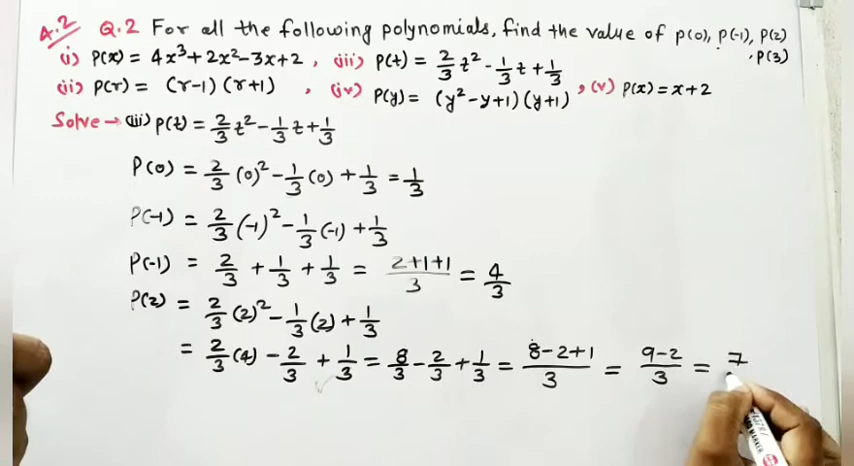 A.2 Q.2 For all the following polynomials, find the value of p(0), P(-1), P(2), P(3)
(i) P(x) = 4x³+2x²-3x+2, (iii) P(t) = 2/3 t² - 1/3 t + 1/3
(ii) P(r) = (r-1) (r+1), (iv) P(y) = (y²-y+1)(y+1), (v) P(x) = x+2
Solve → (iii) P(t) = 2/3 t² - 1/3 t + 1/3
P(0) = 2/3 (0)² - 1/3 (0) + 1/3 = 1/3
P(-1) = 2/3 (-1)² - 1/3 (-1) + 1/3
P(-1) = 2/3 + 1/3 + 1/3 = 2+1+1/3 = 4/3
P(2) = 2/3 (2)² - 1/3 (2) + 1/3
= 2/3 (4) - 2/3 + 1/3 = 8/3 - 2/3 + 1/3 = 8-2+1/3 = 9-2/3 = 7